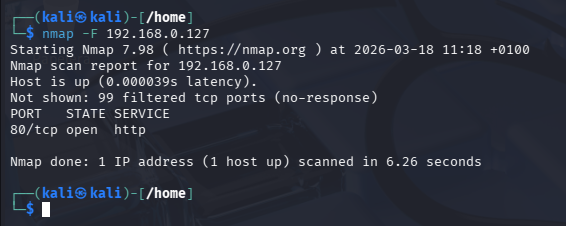 ┌──(kali㉿kali)-[/home]
└─$ nmap -F 192.168.0.127
Starting Nmap 7.98 ( https://nmap.org ) at 2026-03-18 11:18 +0100
Nmap scan report for 192.168.0.127
Host is up (0.000039s latency).
Not shown: 99 filtered tcp ports (no-response)
PORT   STATE SERVICE
80/tcp open  http

Nmap done: 1 IP address (1 host up) scanned in 6.26 seconds

┌──(kali㉿kali)-[/home]
└─$